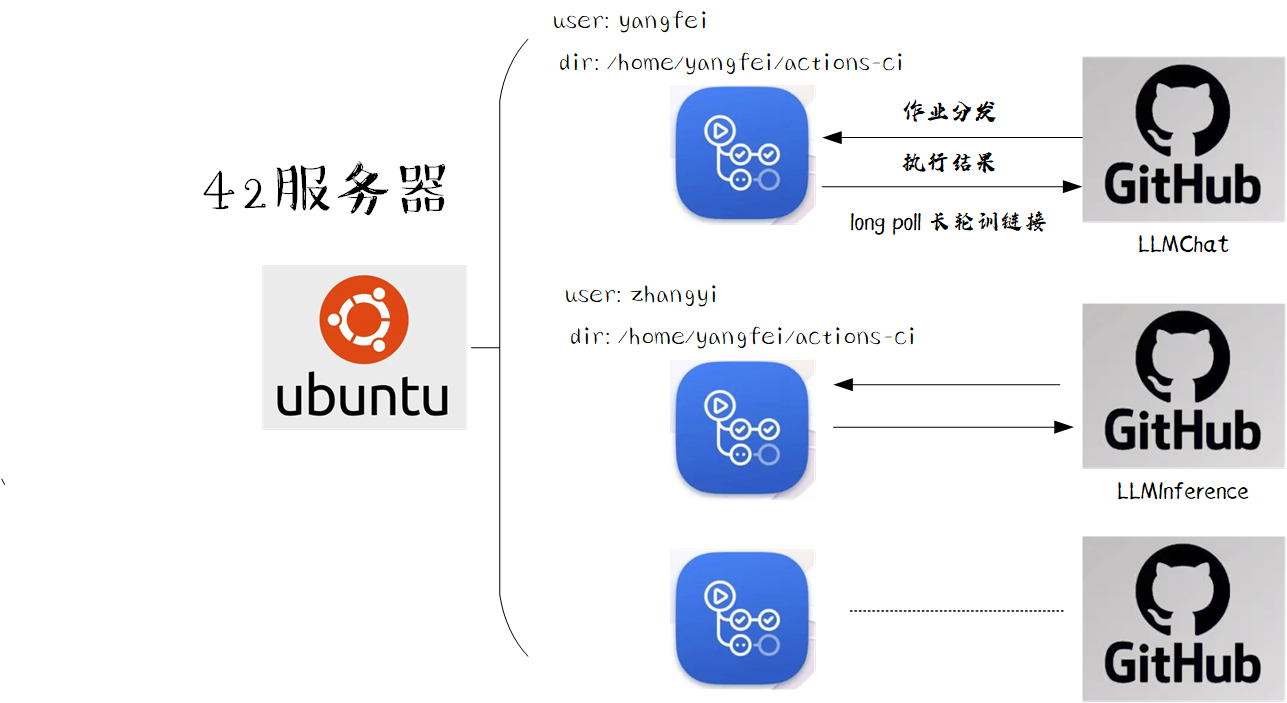 user: yangfei
dir: /home/yangfei/actions-ci
作业分发
执行结果
long poll 长轮训链接
GitHub
LLMChat
42服务器
ubuntu
user: zhangyi
dir: /home/yangfei/actions-ci
GitHub
LLMInference
GitHub